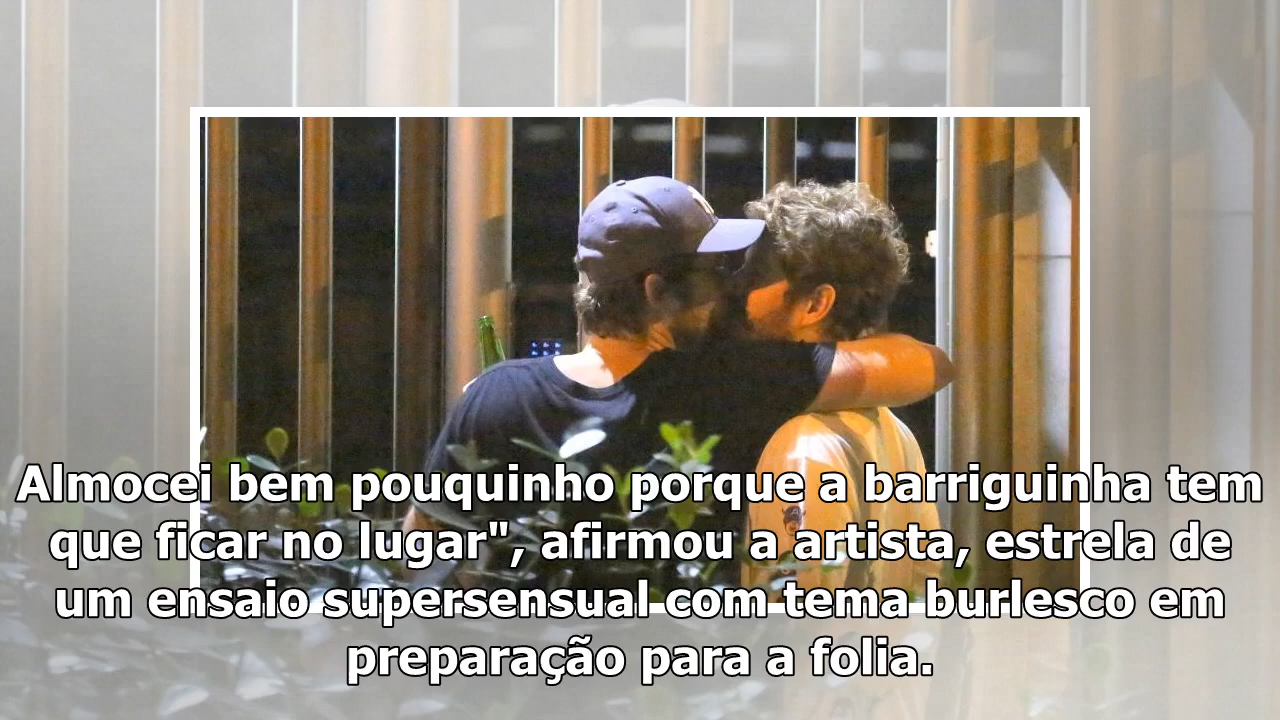 Almocei bem pouquinho porque a barriguinha tem
que ficar no lugar", afirmou a artista, estrela de
um ensaio supersensual com tema burlesco em
preparação para a folia.